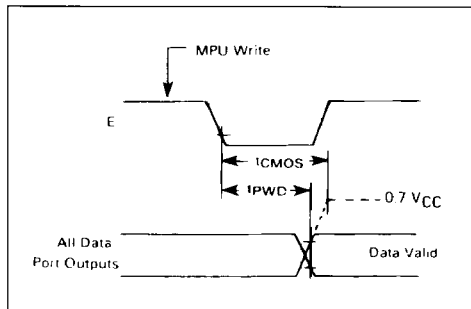 MPU Write
E
tCMOS
tPWD
0.7 VCC
All Data
Port Outputs
Data Valid